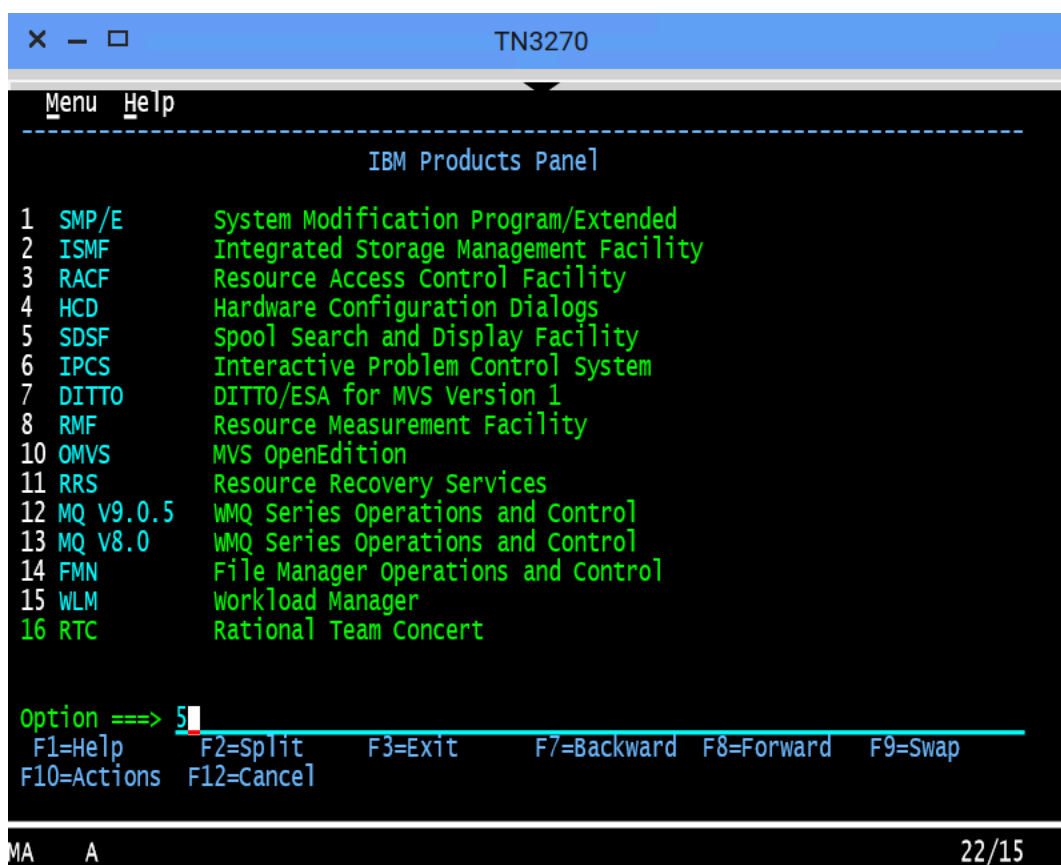 TN3270
Menu Help
------------------------------------------------------------------------------
IBM Products Panel
1 SMP/E System Modification Program/Extended
2 ISMF Integrated Storage Management Facility
3 RACF Resource Access Control Facility
4 HCD Hardware Configuration Dialogs
5 SDSF Spool Search and Display Facility
6 IPCS Interactive Problem Control System
7 DITTO DITTO/ESA for MVS Version 1
8 RMF Resource Measurement Facility
10 OMVS MVS OpenEdition
11 RRS Resource Recovery Services
12 MQ V9.0.5 WMQ Series Operations and Control
13 MQ V8.0 WMQ Series Operations and Control
14 FMN File Manager Operations and Control
15 WLM Workload Manager
16 RTC Rational Team Concert
Option ===> 5
F1=Help F2=Split F3=Exit F7=Backward F8=Forward F9=Swap
F10=Actions F12=Cancel
MA A 22/15